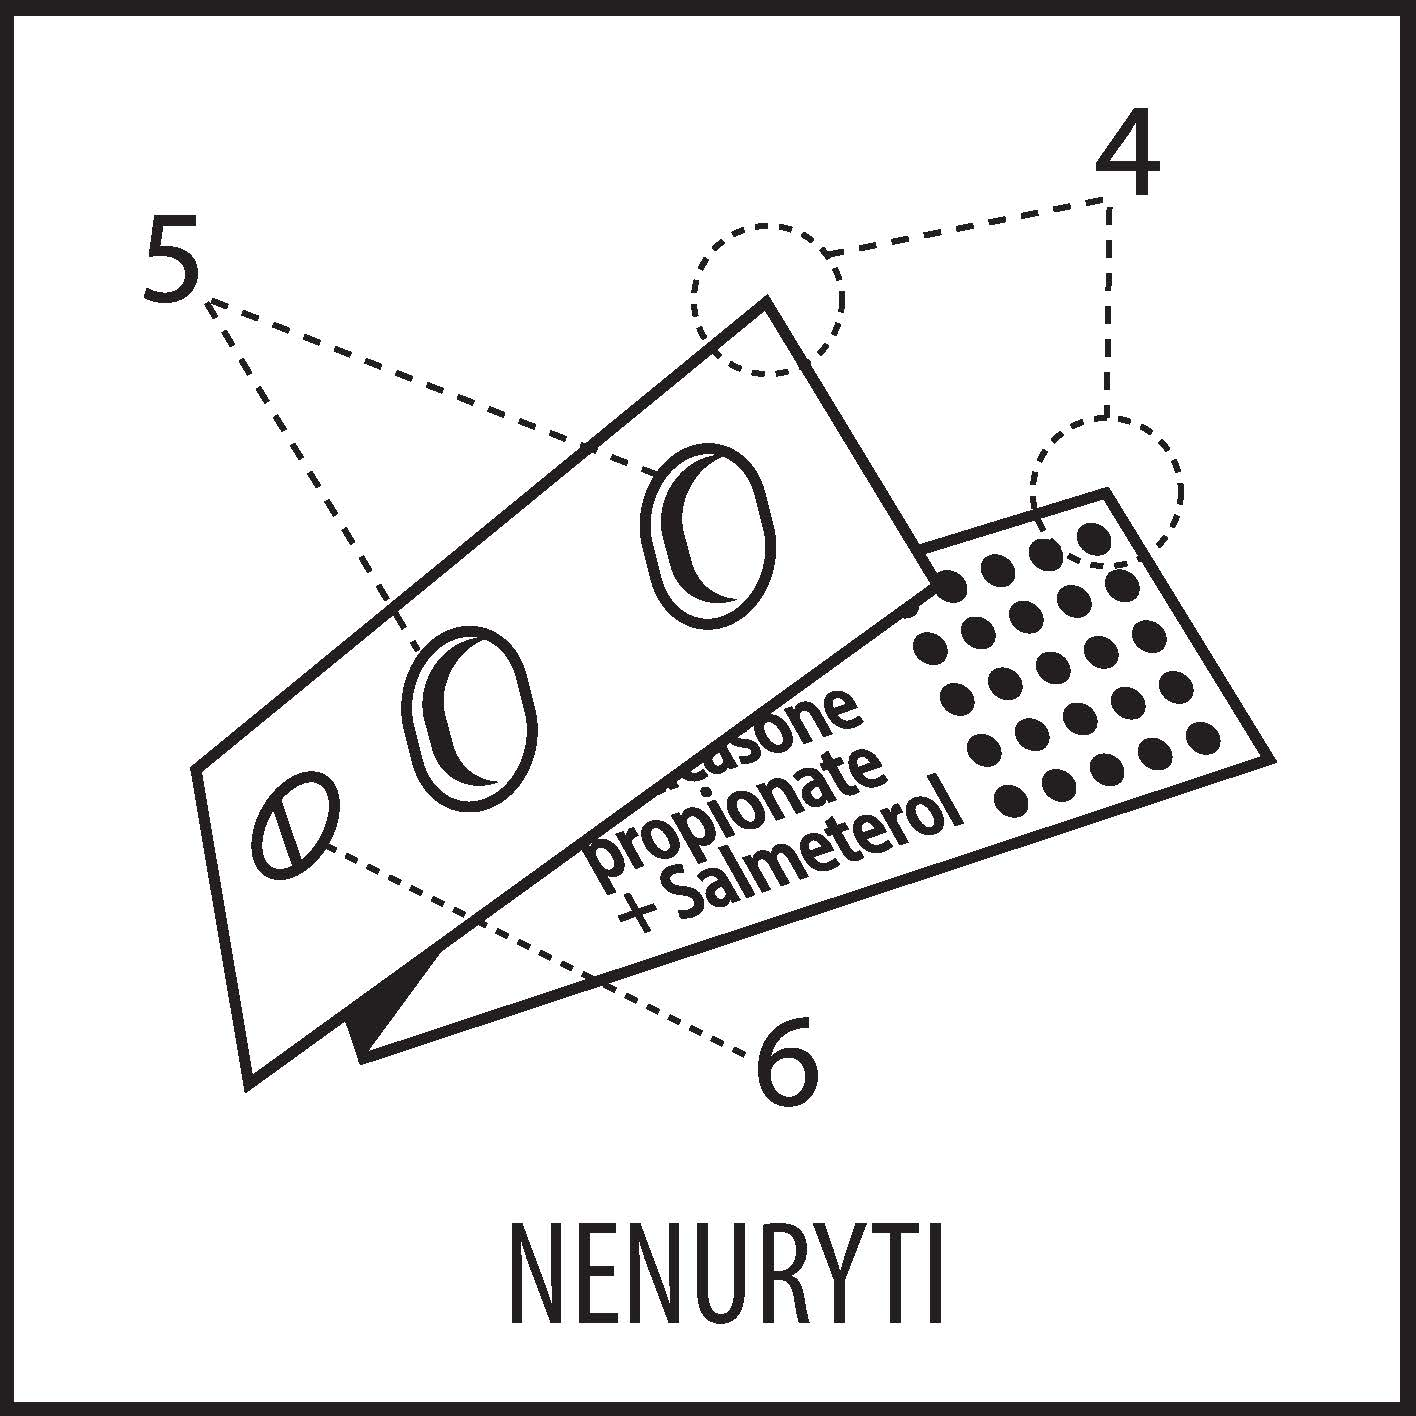 4
5
propionate
+ Salmeterol
6
NENURYTI